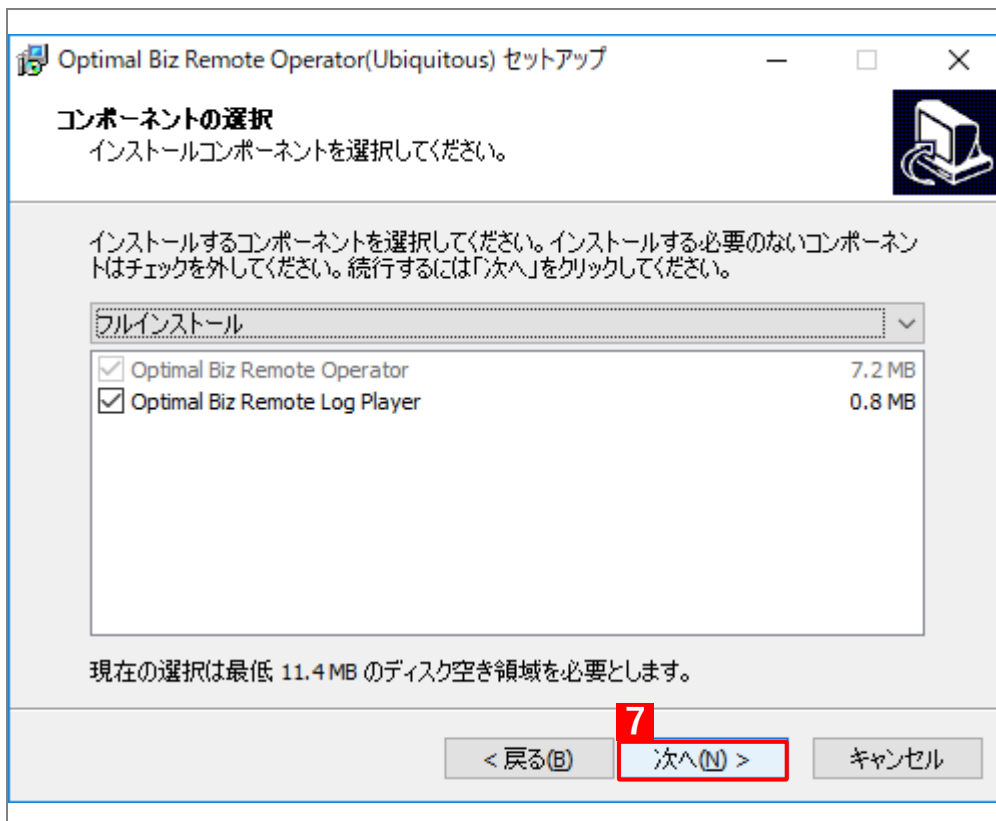 Optimal Biz Remote Operator(Ubiquitous) セットアップ
コンポーネントの選択
インストールコンポーネントを選択してください。
インストールするコンポーネントを選択してください。インストールする必要のないコンポーネン
トはチェックを外してください。続行するには「次へ」をクリックしてください。
フルインストール
Optimal Biz Remote Operator 7.2 MB
Optimal Biz Remote Log Player 0.8 MB
現在の選択は最低 11.4 MB のディスク空き領域を必要とします。
7
< 戻る(B) 次へ(N) > キャンセル